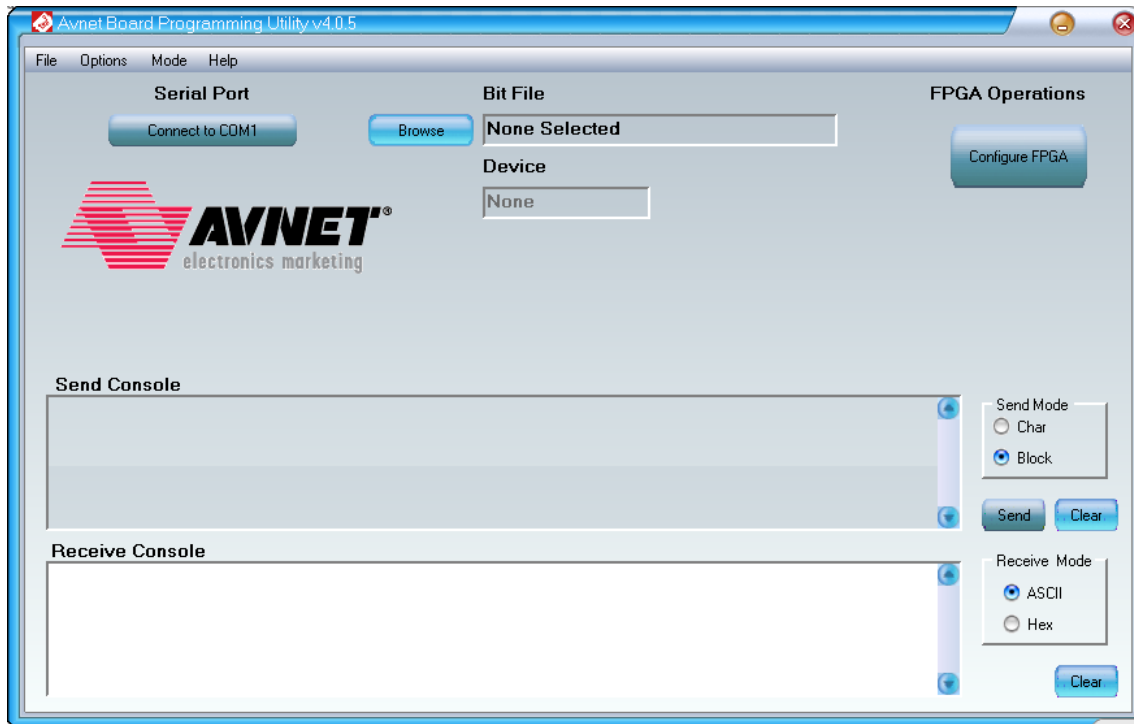 Avnet Board Programming Utility v4.0.5
File Options Mode Help
Serial Port
Connect to COM1
Browse
Bit File
None Selected
Device
None
FPGA Operations
Configure FPGA
AVNET®
electronics marketing
Send Console
Send Mode
Char
Block
Send Clear
Receive Console
Receive Mode
ASCII
Hex
Clear